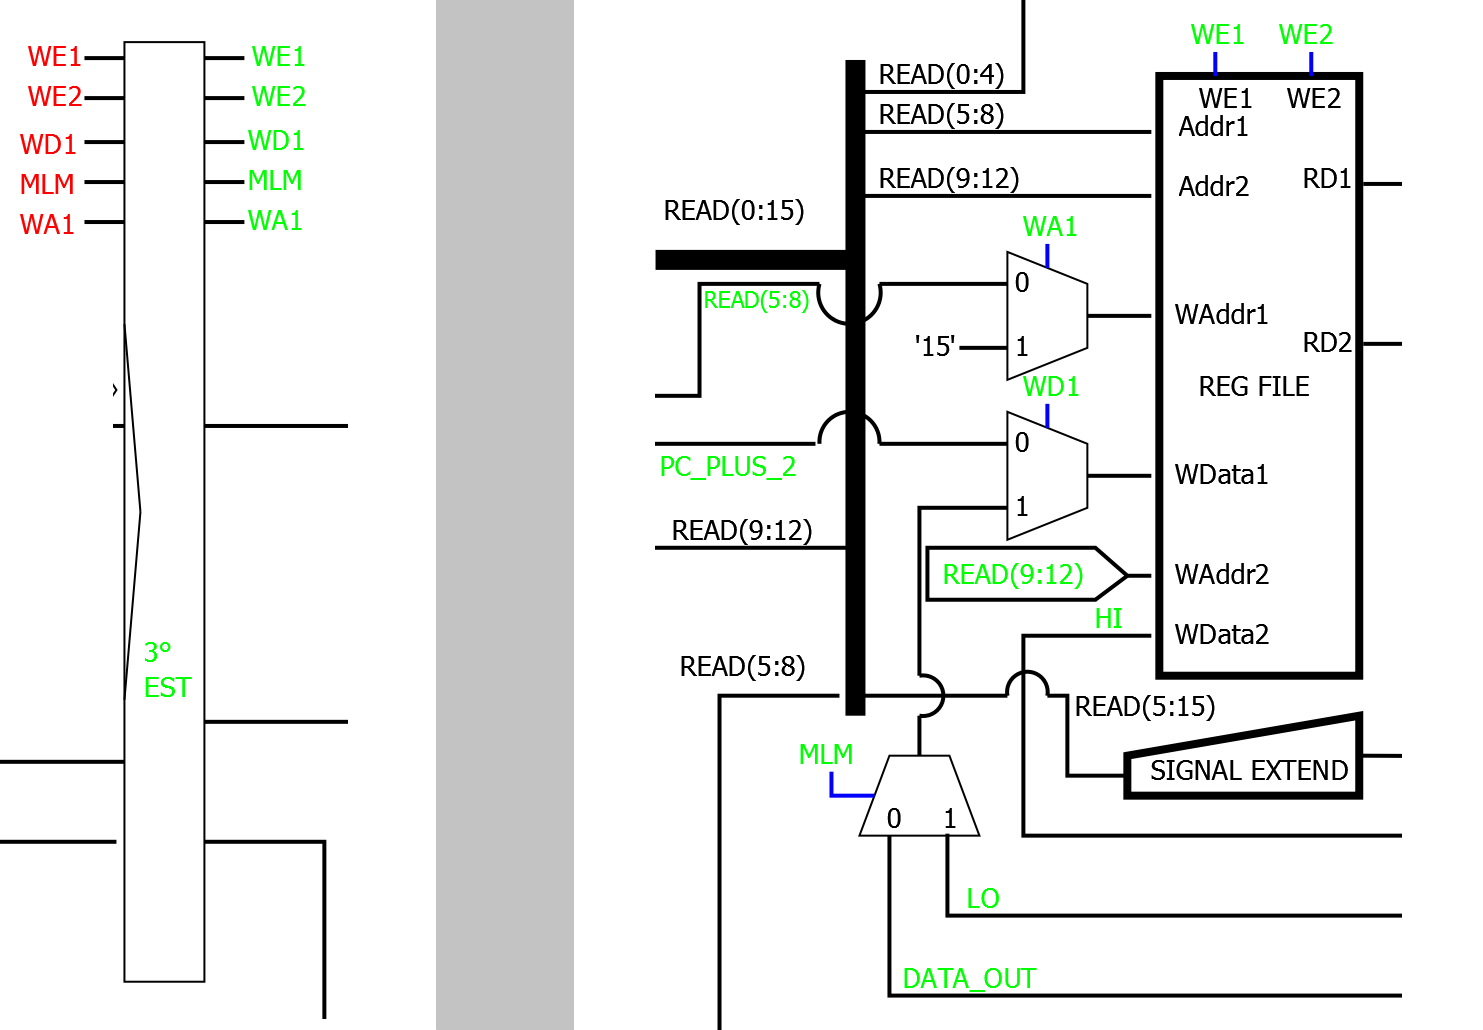 WE1
WE1
WE2
WE2
WD1
WD1
MLM
MLM
WA1
WA1
3°
EST
READ(0:4)
READ(5:8)
READ(9:12)
READ(0:15)
READ(5:8)
WA1
0
'15'
1
WD1
PC_PLUS_2
0
1
READ(9:12)
READ(9:12)
HI
READ(5:8)
READ(5:15)
MLM
0
1
LO
DATA_OUT
WE1
WE2
WE1
WE2
Addr1
Addr2
RD1
WAddr1
RD2
REG FILE
WData1
WAddr2
WData2
SIGNAL EXTEND